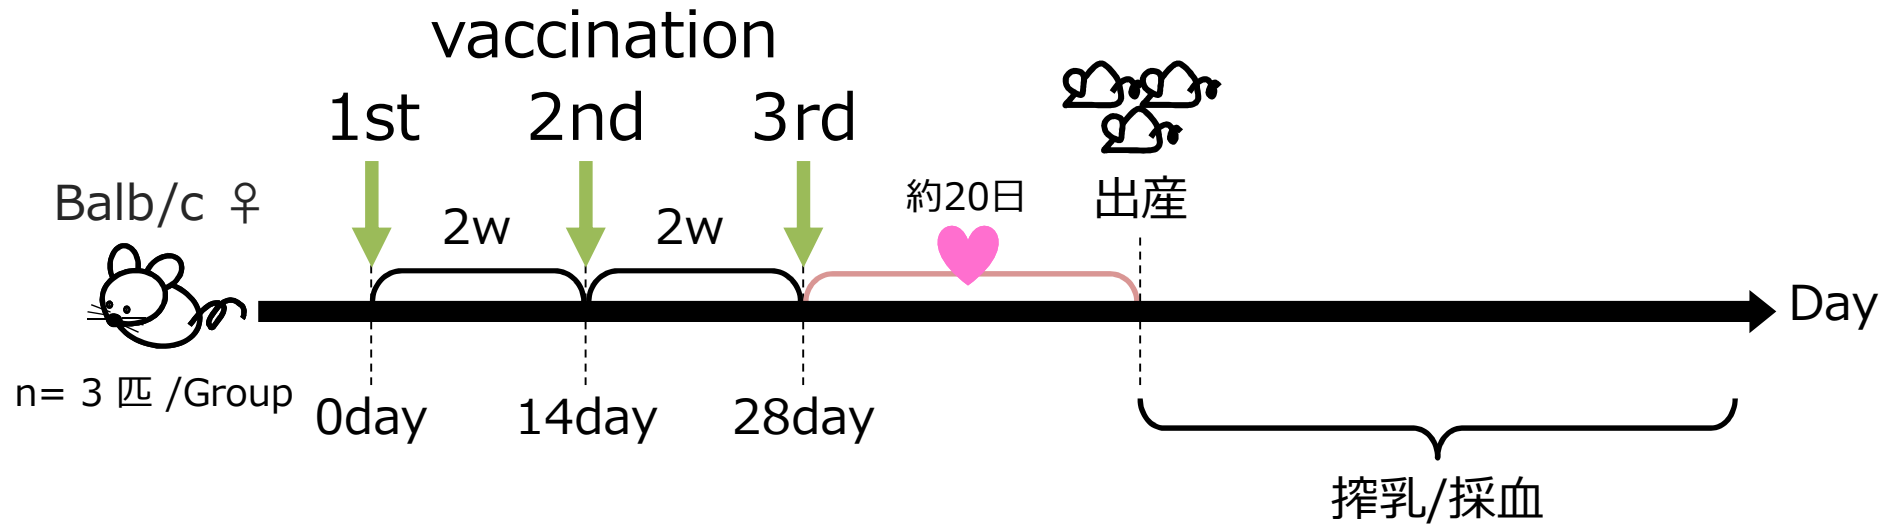 vaccination
1st 2nd 3rd
Balb/c ♀
2w 2w
約20日
出産
Day
n= 3 匹 /Group
0day 14day 28day
搾乳/採血